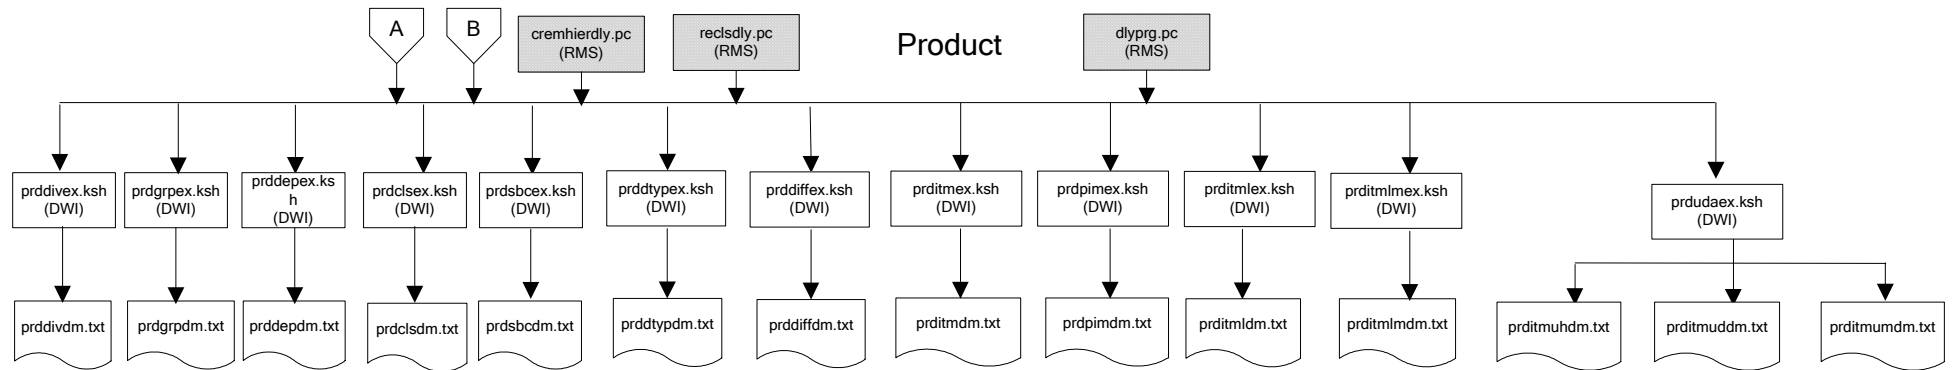 A
B
cremhierdly.pc
(RMS)
reclsdly.pc
(RMS)
Product
dlyprg.pc
(RMS)
prddivex.ksh
(DWI)
prdgrpex.ksh
(DWI)
prddepex.ks
h
(DWI)
prdclsex.ksh
(DWI)
prdsbcex.ksh
(DWI)
prddtypex.ksh
(DWI)
prddiffex.ksh
(DWI)
prditmex.ksh
(DWI)
prdpimex.ksh
(DWI)
prditmlex.ksh
(DWI)
prditmlmex.ksh
(DWI)
prdudaex.ksh
(DWI)
prddivdm.txt
prdgrpdm.txt
prddepdm.txt
prdclsdm.txt
prdsbcdm.txt
prddtypdm.txt
prddiffdm.txt
prditmdm.txt
prdpimdm.txt
prditmldm.txt
prditmlmdm.txt
prditmuhdm.txt
prditmuddm.txt
prditmumdm.txt